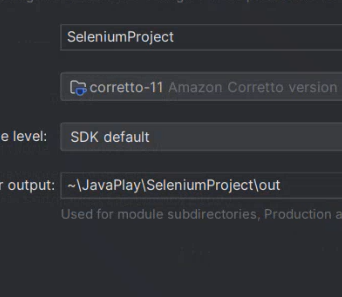 SeleniumProject
corretto-11 Amazon Corretto version
e level: SDK default
r output: ~\JavaPlay\SeleniumProject\out
Used for module subdirectories, Production a